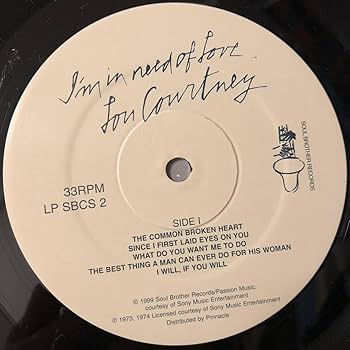 I'm in need of love
Lou Courtney
SOUL BROTHER RECORDS
33RPM
LP SBCS 2
SIDE I
THE COMMON BROKEN HEART
SINCE I FIRST LAID EYES ON YOU
WHAT DO YOU WANT ME TO DO
THE BEST THING A MAN CAN EVER DO FOR HIS WOMAN
I WILL, IF YOU WILL
© 1999 Soul Brother Records/Passion Music,
courtesy of Sony Music Entertainment
℗ 1973, 1974 Licensed courtesy of Sony Music Entertainment
Distributed by Pinnacle